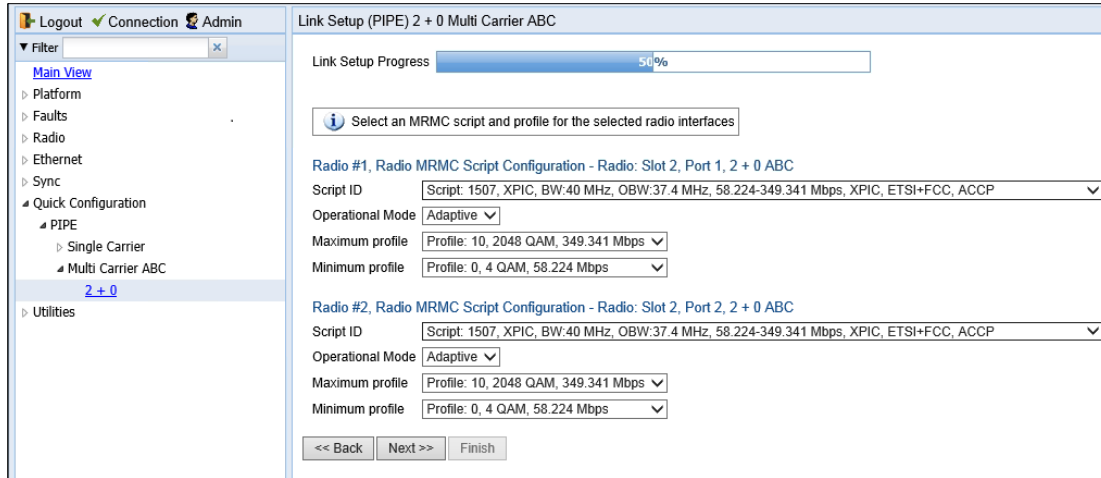 Logout Connection Admin
Filter
Main View
Platform
Faults
Radio
Ethernet
Sync
Quick Configuration
PIPE
Single Carrier
Multi Carrier ABC
2 + 0
Utilities
Link Setup (PIPE) 2 + 0 Multi Carrier ABC
Link Setup Progress 50%
Select an MRMC script and profile for the selected radio interfaces
Radio #1, Radio MRMC Script Configuration - Radio: Slot 2, Port 1, 2 + 0 ABC
Script ID Script: 1507, XPIC, BW:40 MHz, OBW:37.4 MHz, 58.224-349.341 Mbps, XPIC, ETSI+FCC, ACCP
Operational Mode Adaptive
Maximum profile Profile: 10, 2048 QAM, 349.341 Mbps
Minimum profile Profile: 0, 4 QAM, 58.224 Mbps
Radio #2, Radio MRMC Script Configuration - Radio: Slot 2, Port 2, 2 + 0 ABC
Script ID Script: 1507, XPIC, BW:40 MHz, OBW:37.4 MHz, 58.224-349.341 Mbps, XPIC, ETSI+FCC, ACCP
Operational Mode Adaptive
Maximum profile Profile: 10, 2048 QAM, 349.341 Mbps
Minimum profile Profile: 0, 4 QAM, 58.224 Mbps
<< Back Next >> Finish